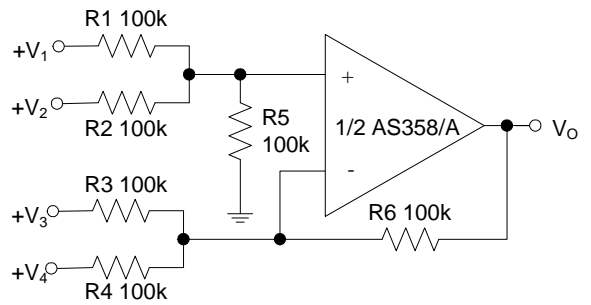 R1 100k
+V1
+
+V2
R2 100k
R5
100k
1/2 AS358/A
VO
-
R3 100k
+V3
R6 100k
+V4
R4 100k